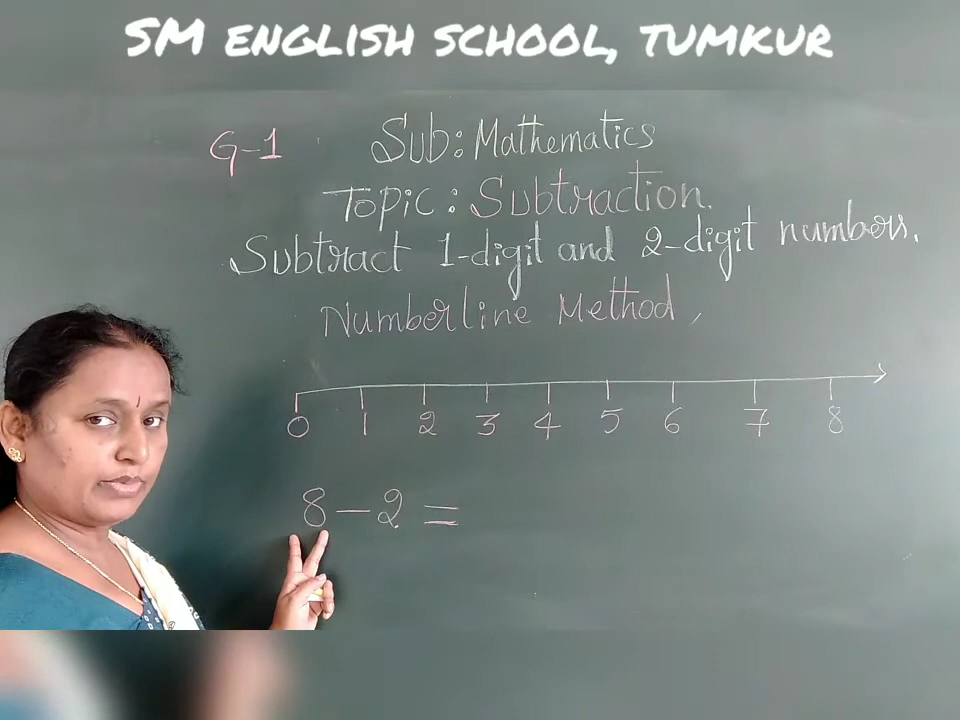 SM ENGLISH SCHOOL, TUMKUR
G-1 Sub: Mathematics
Topic: Subtraction.
Subtract 1-digit and 2-digit numbers.
Numberline Method,
0 1 2 3 4 5 6 7 8
8-2=